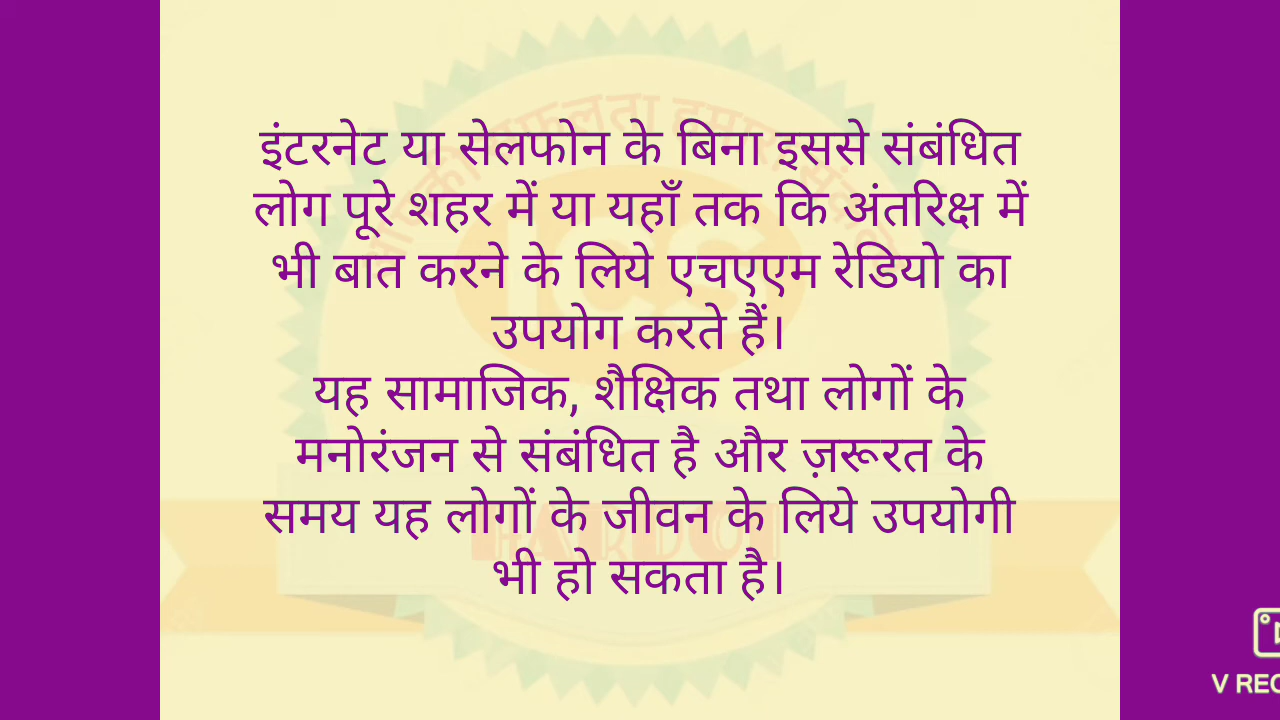 इंटरनेट या सेलफोन के बिना इससे संबंधित
लोग पूरे शहर में या यहाँ तक कि अंतरिक्ष में
भी बात करने के लिये एचएएम रेडियो का
उपयोग करते हैं।
यह सामाजिक, शैक्षिक तथा लोगों के
मनोरंजन से संबंधित है और ज़रूरत के
समय यह लोगों के जीवन के लिये उपयोगी
भी हो सकता है।
ICS
V REC